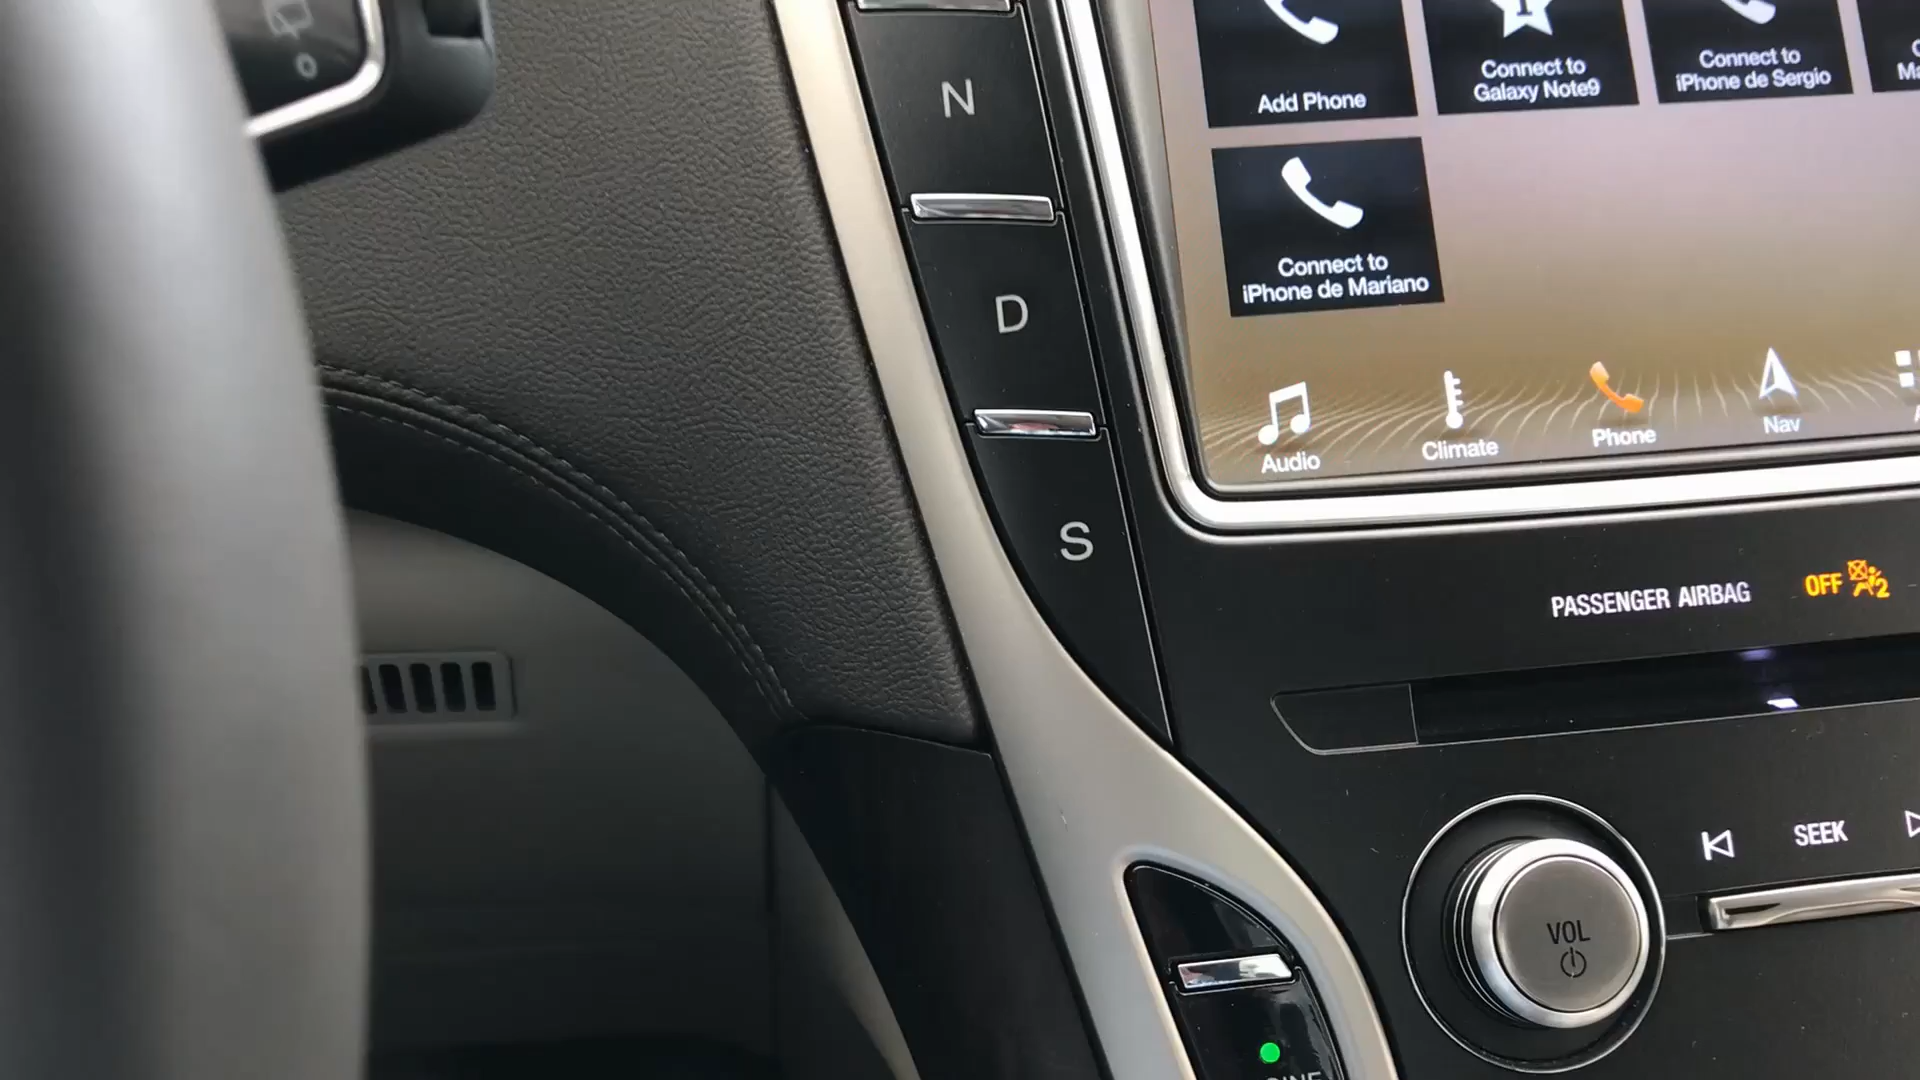 Add Phone
Connect to
Galaxy Note9
Connect to
iPhone de Sergio
Connect to
iPhone de Mariano
N
D
S
Audio
Climate
Phone
Nav
PASSENGER AIRBAG
OFF
2
SEEK
VOL